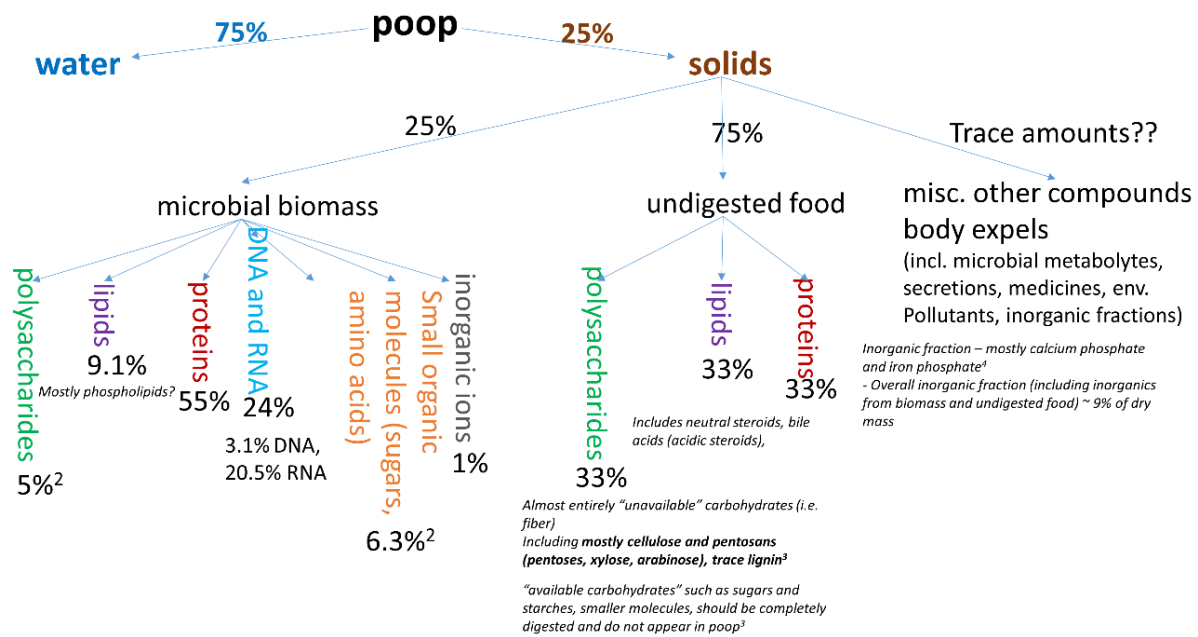 poop
75%
25%
water
solids
25%
75%
Trace amounts??
microbial biomass
undigested food
misc. other compounds
body expels
(incl. microbial metabolytes,
secretions, medicines, env.
Pollutants, inorganic fractions)
Inorganic fraction – mostly calcium phosphate
and iron phosphate⁴
- Overall inorganic fraction (including inorganics
from biomass and undigested food) ~ 9% of dry
mass
polysaccharides
5%²
lipids
9.1%
Mostly phospholipids?
proteins
55%
DNA and RNA
24%
3.1% DNA,
20.5% RNA
Small organic
molecules (sugars,
amino acids)
6.3%²
inorganic ions
1%
polysaccharides
33%
lipids
33%
proteins
33%
Includes neutral steroids, bile
acids (acidic steroids),
Almost entirely “unavailable” carbohydrates (i.e.
fiber)
Including mostly cellulose and pentosans
(pentoses, xylose, arabinose), trace lignin³
“available carbohydrates” such as sugars and
starches, smaller molecules, should be completely
digested and do not appear in poop³